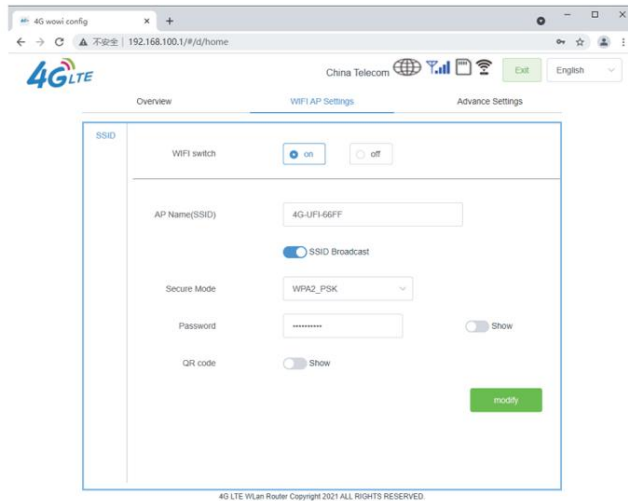 4G wowi config
不安全 | 192.168.100.1/#/d/home
4G LTE
China Telecom
Exit
English
Overview
WIFI AP Settings
Advance Settings
SSID
WIFI switch
on
off
AP Name(SSID)
4G-UFI-66FF
SSID Broadcast
Secure Mode
WPA2_PSK
Password
••••••••••
Show
QR code
Show
modify
4G LTE WLan Router Copyright 2021 ALL RIGHTS RESERVED.